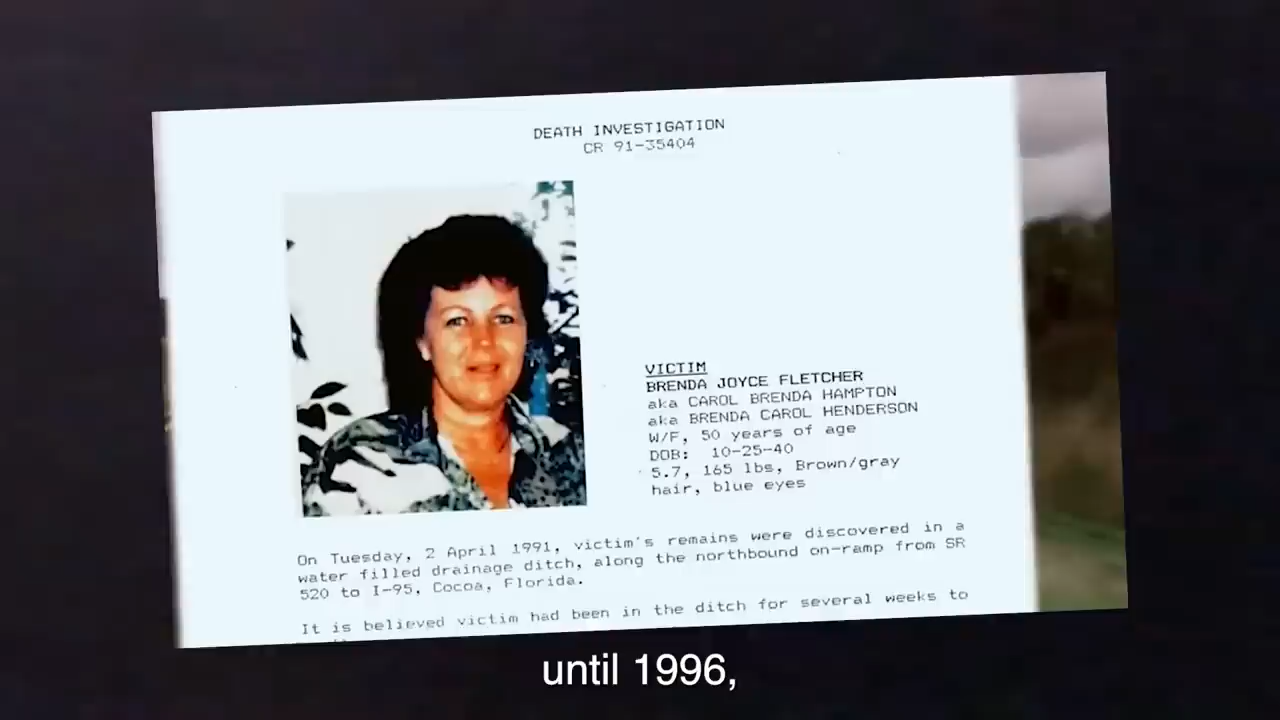 DEATH INVESTIGATION
CR 91-35404
VICTIM
BRENDA JOYCE FLETCHER
aka CAROL BRENDA HAMPTON
aka BRENDA CAROL HENDERSON
W/F, 50 years of age
DOB: 10-25-40
5.7, 165 lbs, Brown/gray
hair, blue eyes
On Tuesday, 2 April 1991, victim's remains were discovered in a
water filled drainage ditch, along the northbound on-ramp from SR
520 to I-95, Cocoa, Florida.
It is believed victim had been in the ditch for several weeks to
until 1996,